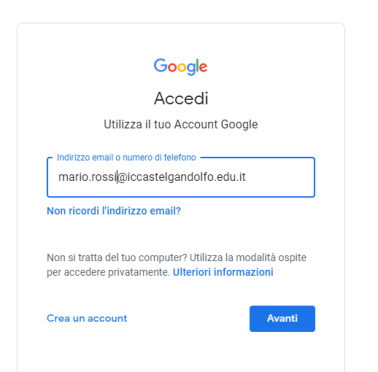 Google
Accedi
Utilizza il tuo Account Google
Indirizzo email o numero di telefono
mario.rossi@iccastelgandolfo.edu.it
Non ricordi l'indirizzo email?
Non si tratta del tuo computer? Utilizza la modalità ospite
per accedere privatamente. Ulteriori informazioni
Crea un account
Avanti